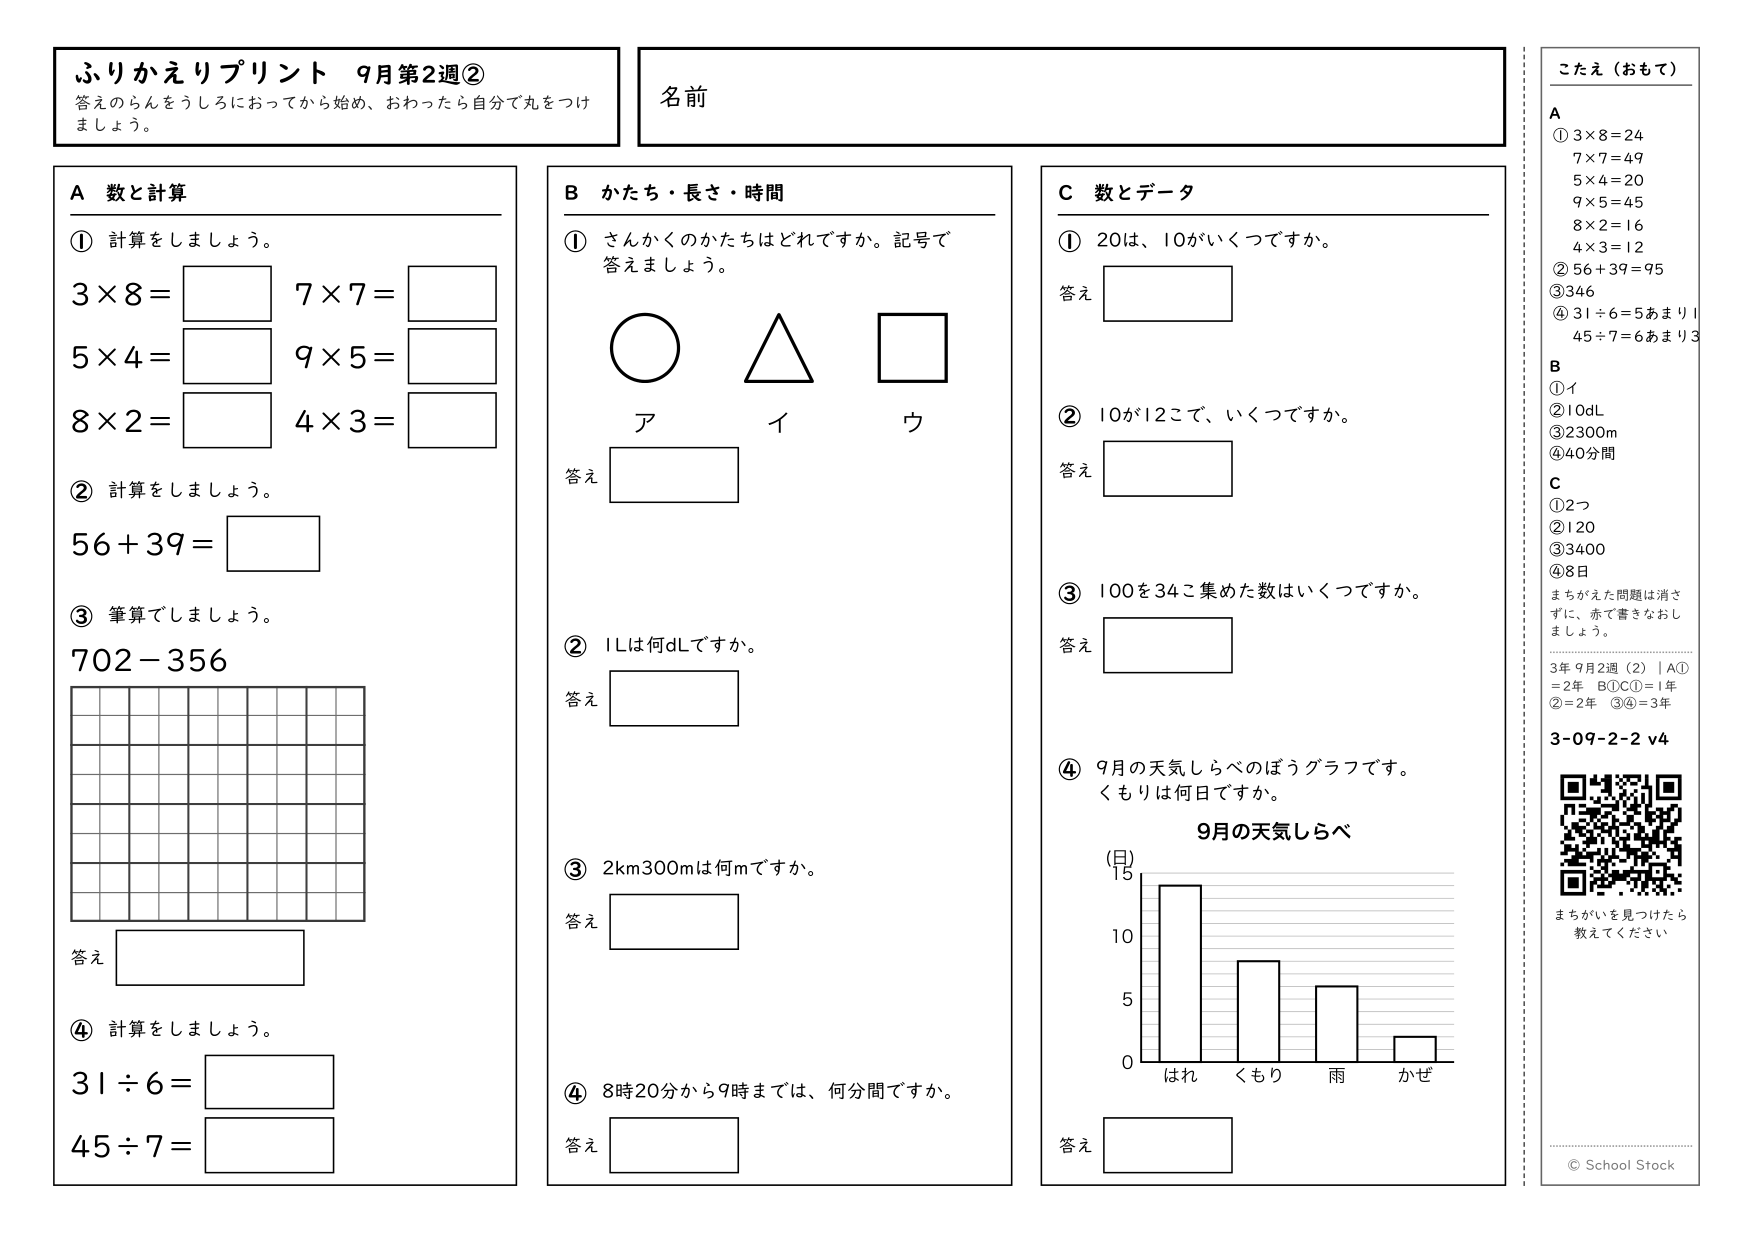 ふりかえりプリント　9月第2週②
答えのらんをうしろにおってから始め、おわったら自分で丸をつけ
ましょう。
名前
A　数と計算
① 計算をしましょう。
3×8＝
7×7＝
5×4＝
9×5＝
8×2＝
4×3＝
② 計算をしましょう。
56＋39＝
③ 筆算でしましょう。
702－356
答え
④ 計算をしましょう。
31÷6＝
45÷7＝
B　かたち・長さ・時間
① さんかくのかたちはどれですか。記号で
答えましょう。
ア
イ
ウ
答え
② 1Lは何dLですか。
答え
③ 2km300mは何mですか。
答え
④ 8時20分から9時までは、何分間ですか。
答え
C　数とデータ
① 20は、10がいくつですか。
答え
② 10が12こで、いくつですか。
答え
③ 100を34こ集めた数はいくつですか。
答え
④ 9月の天気しらべのぼうグラフです。
くもりは何日ですか。
9月の天気しらべ
(日)
15
10
5
0
はれ
くもり
雨
かぜ
答え
こたえ（おもて）
A
① 3×8＝24
7×7＝49
5×4＝20
9×5＝45
8×2＝16
4×3＝12
② 56＋39＝95
③346
④ 31÷6＝5あまり1
45÷7＝6あまり3
B
①イ
②10dL
③2300m
④40分間
C
①2つ
②120
③3400
④8日
まちがえた問題は消さ
ずに、赤で書きなおし
ましょう。
3年 9月2週（2）｜A①
＝2年　B①C①＝1年
②＝2年　③④＝3年
3-09-2-2 v4
まちがいを見つけたら
教えてください
© School Stock